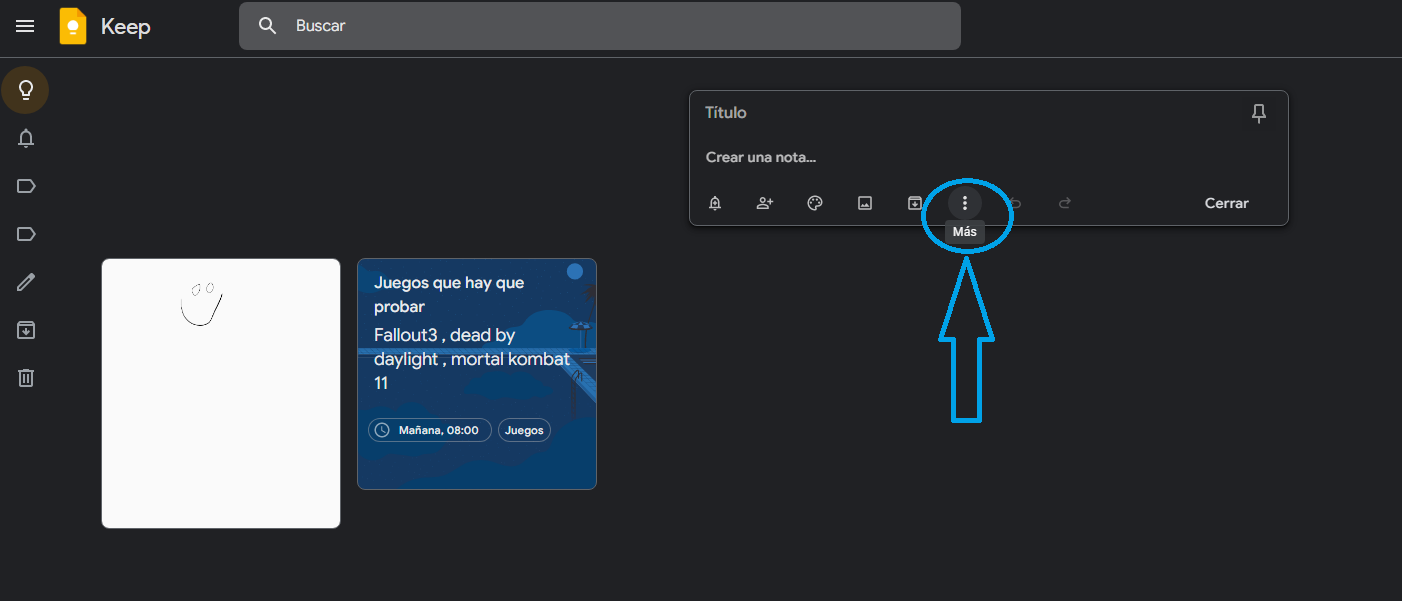 Keep
Buscar
Título
Crear una nota...
Cerrar
Más
Juegos que hay que
probar
Fallout3 , dead by
daylight , mortal kombat
11
Mañana, 08:00
Juegos